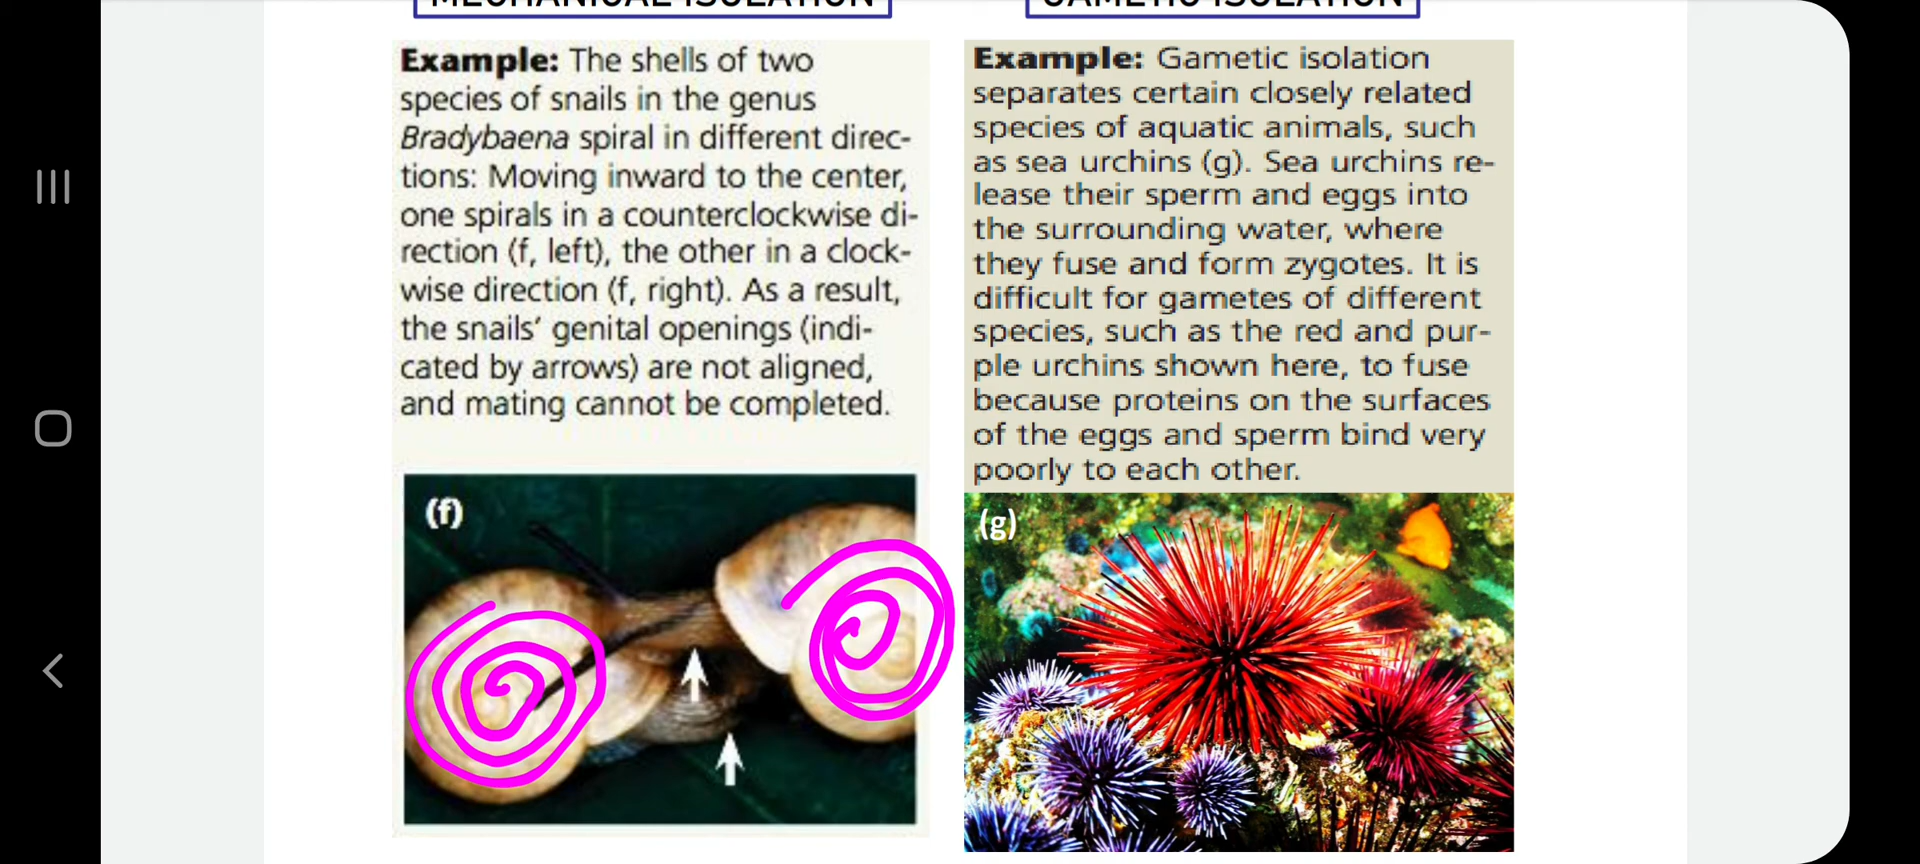 MECHANICAL ISOLATION
GAMETIC ISOLATION
Example: The shells of two
species of snails in the genus
Bradybaena spiral in different direc-
tions: Moving inward to the center,
one spirals in a counterclockwise di-
rection (f, left), the other in a clock-
wise direction (f, right). As a result,
the snails’ genital openings (indi-
cated by arrows) are not aligned,
and mating cannot be completed.
(f)
Example: Gametic isolation
separates certain closely related
species of aquatic animals, such
as sea urchins (g). Sea urchins re-
lease their sperm and eggs into
the surrounding water, where
they fuse and form zygotes. It is
difficult for gametes of different
species, such as the red and pur-
ple urchins shown here, to fuse
because proteins on the surfaces
of the eggs and sperm bind very
poorly to each other.
(g)